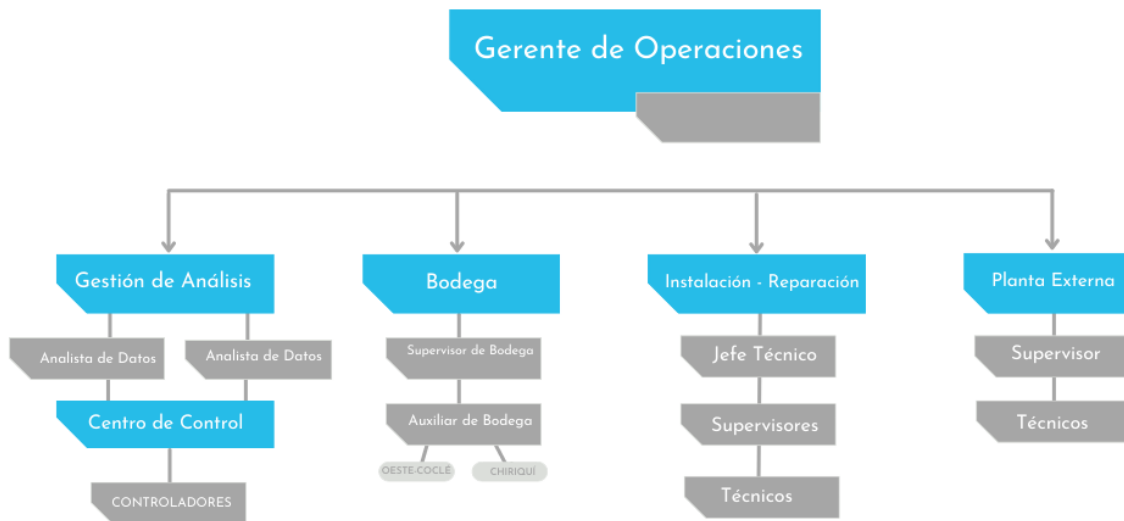 Gerente de Operaciones
Gestión de Análisis
Bodega
Instalación - Reparación
Planta Externa
Analista de Datos
Analista de Datos
Supervisor de Bodega
Jefe Técnico
Supervisor
Centro de Control
Auxiliar de Bodega
Supervisores
Técnicos
OESTE-COCLÉ
CHIRIQUÍ
CONTROLADORES
Técnicos